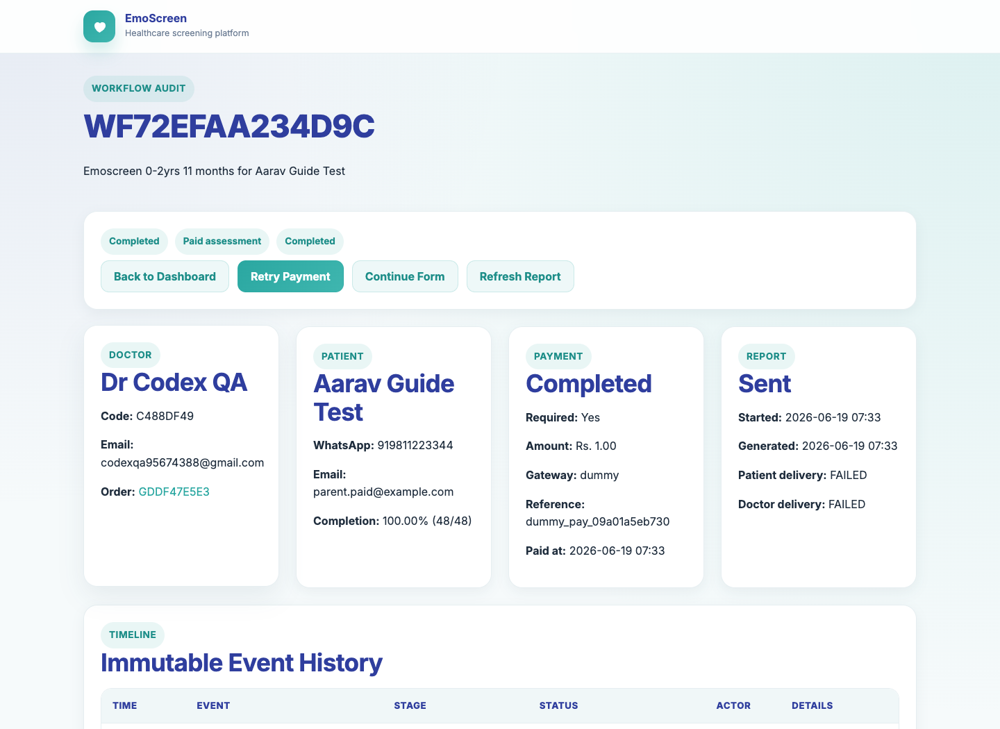 EmoScreen
Healthcare screening platform
WORKFLOW AUDIT
WF72EFAA234D9C
Emoscreen 0-2yrs 11 months for Aarav Guide Test
Completed Paid assessment Completed
Back to Dashboard Retry Payment Continue Form Refresh Report
DOCTOR
Dr Codex QA
Code: C488DF49
Email:
codexqa95674388@gmail.com
Order: GDDF47E5E3
PATIENT
Aarav Guide
Test
WhatsApp: 919811223344
Email:
parent.paid@example.com
Completion: 100.00% (48/48)
PAYMENT
Completed
Required: Yes
Amount: Rs. 1.00
Gateway: dummy
Reference:
dummy_pay_09a01a5eb730
Paid at: 2026-06-19 07:33
REPORT
Sent
Started: 2026-06-19 07:33
Generated: 2026-06-19 07:33
Patient delivery: FAILED
Doctor delivery: FAILED
TIMELINE
Immutable Event History
TIME EVENT STAGE STATUS ACTOR DETAILS